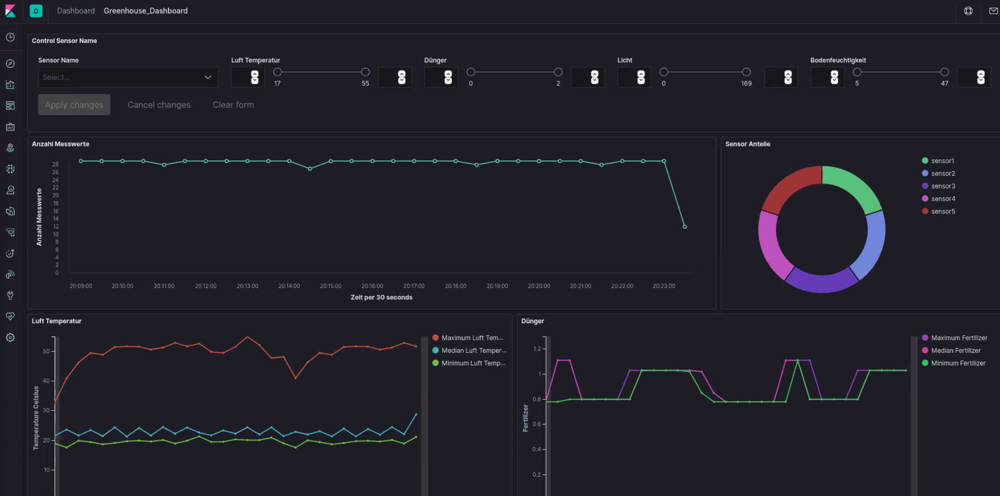 D Dashboard Greenhouse_Dashboard
Control Sensor Name
Sensor Name Luft Temperatur Dünger Licht Bodenfeuchtigkeit
Select...
17 55 0 2 0 169 5 47
Apply changes Cancel changes Clear form
Anzahl Messwerte
28
26
24
22
20
18
16
14
12
10
8
6
4
2
0
Anzahl Messwerte
20:09:00 20:10:00 20:11:00 20:12:00 20:13:00 20:14:00 20:15:00 20:16:00 20:17:00 20:18:00 20:19:00 20:20:00 20:21:00 20:22:00 20:23:00
Zeit per 30 seconds
Sensor Anteile
sensor1
sensor2
sensor3
sensor4
sensor5
Luft Temperatur
50
40
30
20
10
Temperature Celsius
Maximum Luft Tem...
Median Luft Temper...
Minimum Luft Temp...
Dünger
1.2
1
0.8
0.6
0.4
0.2
Fertilizer
Maximum Fertilizer
Median Fertilizer
Minimum Fertilizer